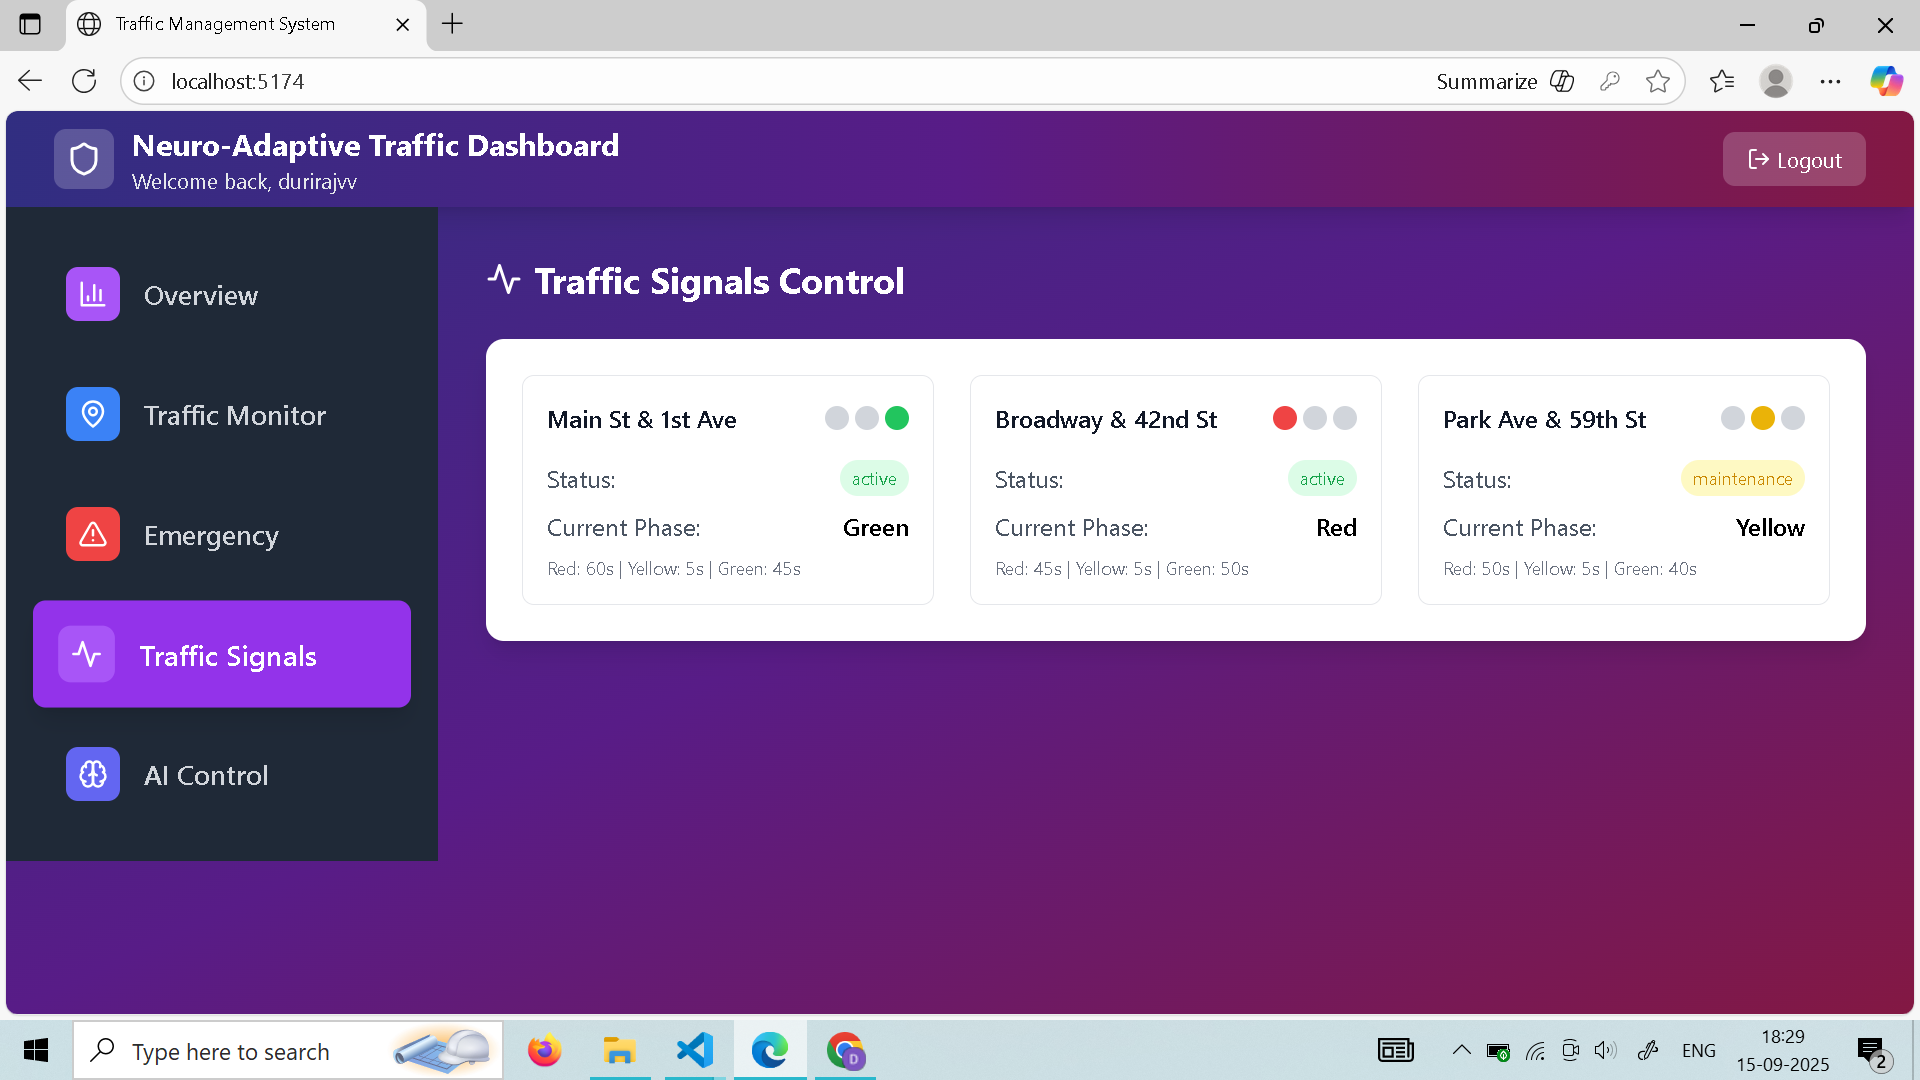 Traffic Management System
localhost:5174
Summarize
Neuro-Adaptive Traffic Dashboard
Welcome back, durirajvv
Logout
Overview
Traffic Monitor
Emergency
Traffic Signals
AI Control
Traffic Signals Control
Main St & 1st Ave
Status: active
Current Phase: Green
Red: 60s | Yellow: 5s | Green: 45s
Broadway & 42nd St
Status: active
Current Phase: Red
Red: 45s | Yellow: 5s | Green: 50s
Park Ave & 59th St
Status: maintenance
Current Phase: Yellow
Red: 50s | Yellow: 5s | Green: 40s
Type here to search
D
ENG
18:29
15-09-2025
2